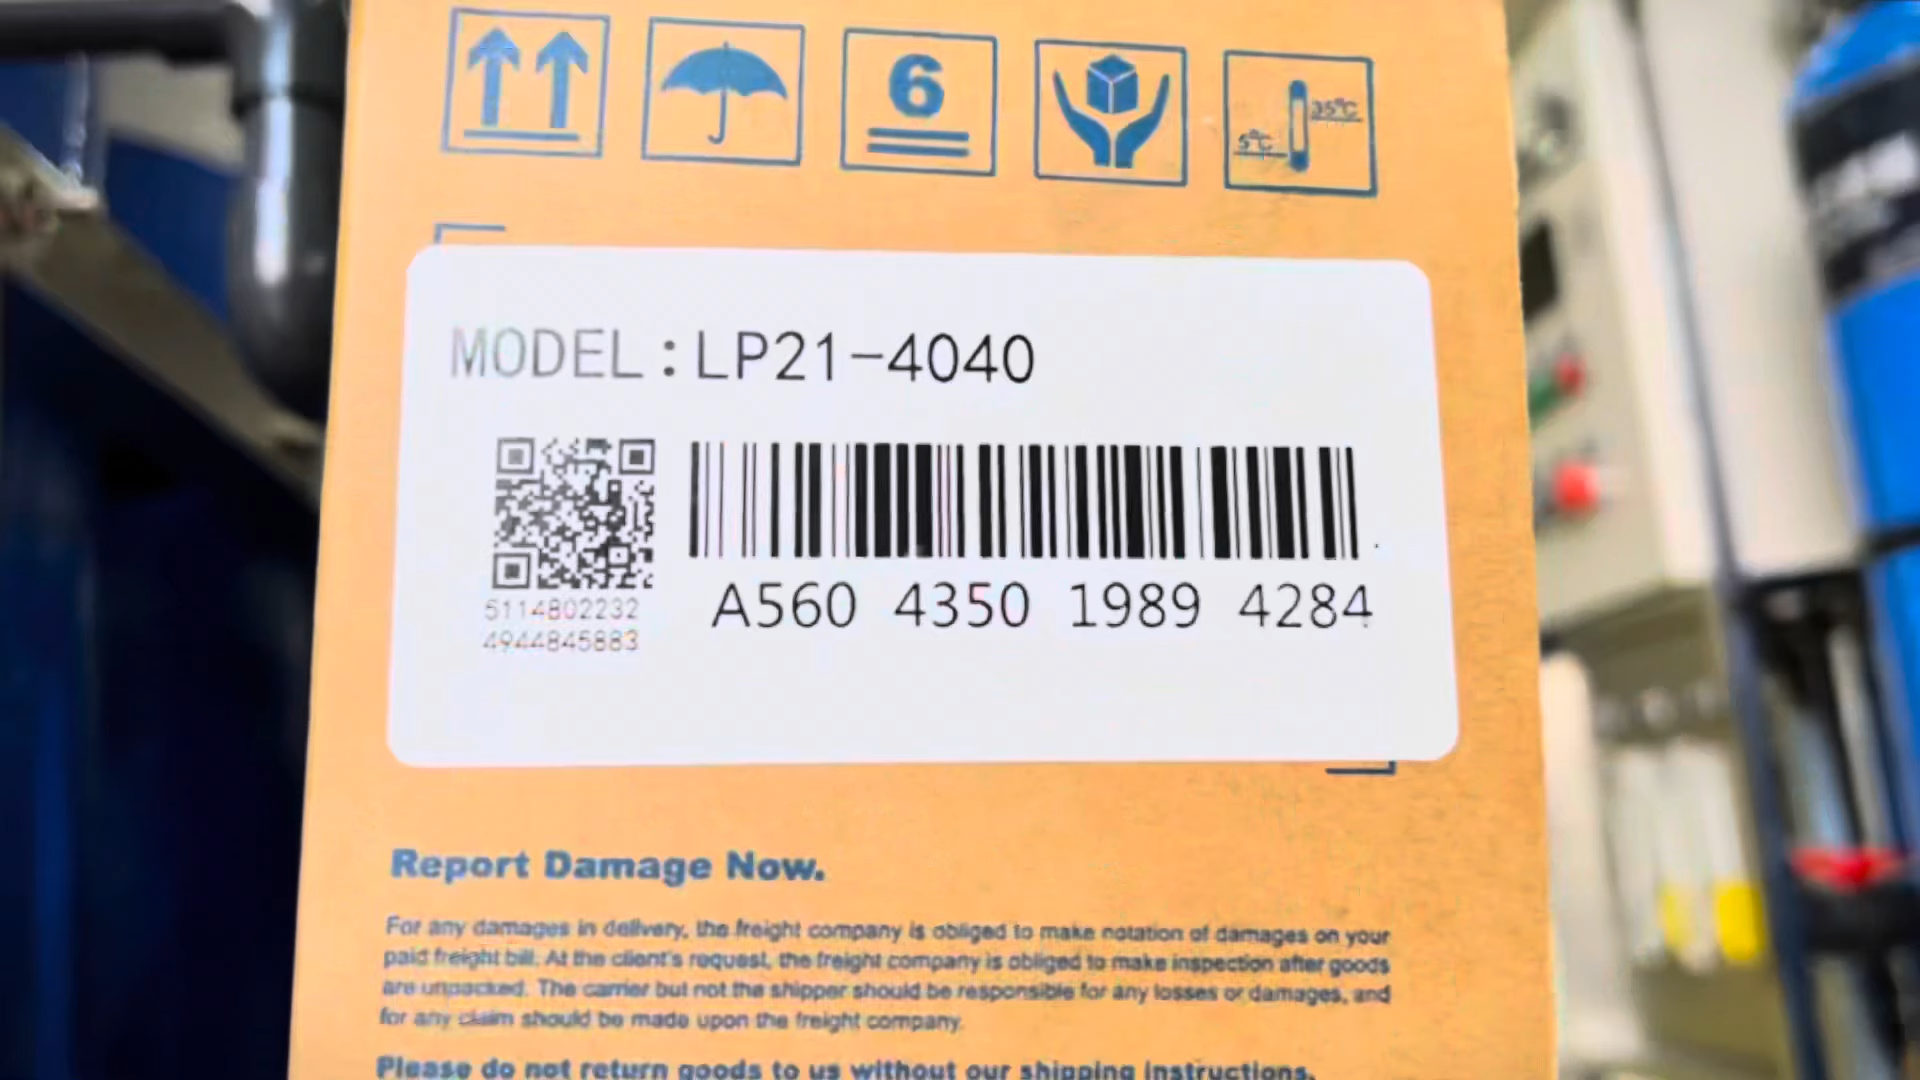 6
35°C
5°C
MODEL:LP21-4040
5114802232
4944845883
A560 4350 1989 4284
Report Damage Now.
For any damages in delivery, the freight company is obliged to make notation of damages on your
paid freight bill. At the client's request, the freight company is obliged to make inspection after goods
are unpacked. The carrier but not the shipper should be responsible for any losses or damages, and
for any claim should be made upon the freight company.
Please do not return goods to us without our shipping instructions.